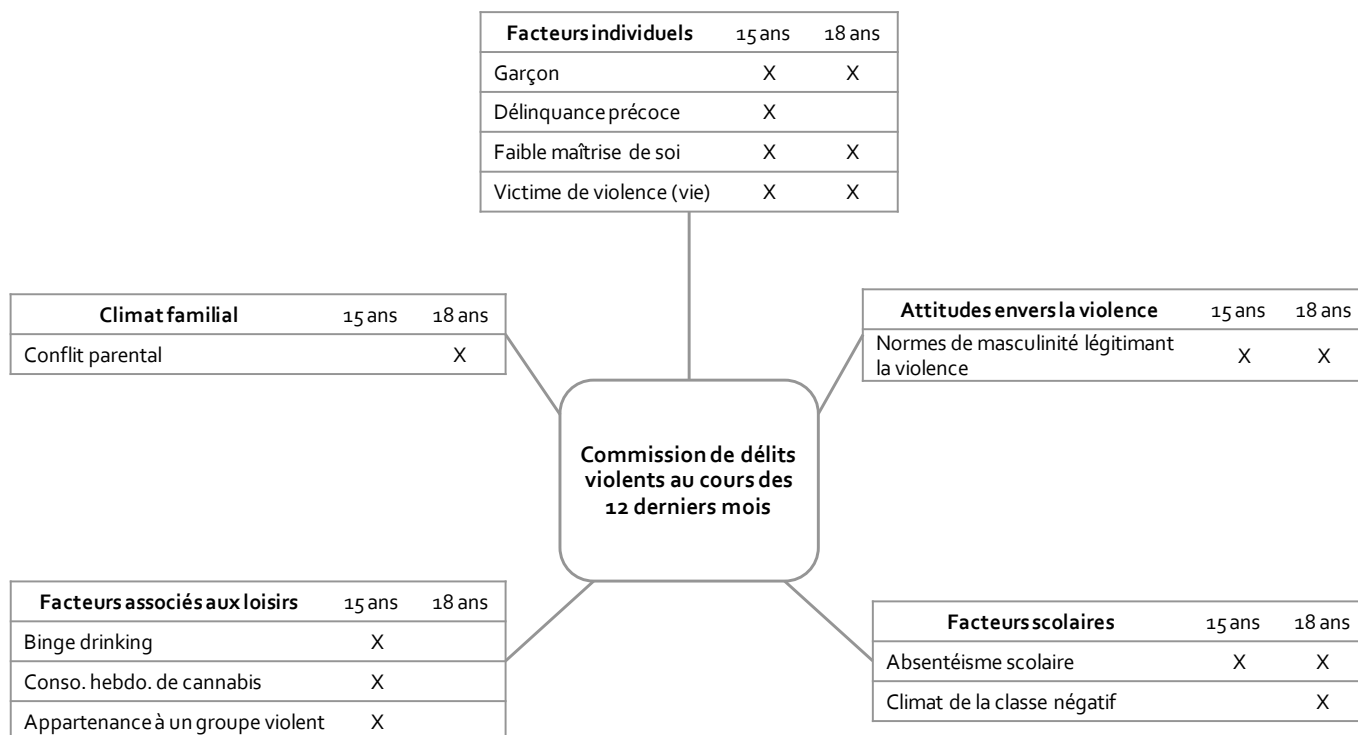 Facteurs individuels 15 ans 18 ans
Garçon X X
Délinquance précoce X
Faible maîtrise de soi X X
Victime de violence (vie) X X
Climat familial 15 ans 18 ans
Conflit parental X
Attitudes envers la violence 15 ans 18 ans
Normes de masculinité légitimant
la violence X X
Commission de délits
violents au cours des
12 derniers mois
Facteurs associés aux loisirs 15 ans 18 ans
Binge drinking X
Conso. hebdo. de cannabis X
Appartenance à un groupe violent X
Facteurs scolaires 15 ans 18 ans
Absentéisme scolaire X X
Climat de la classe négatif X